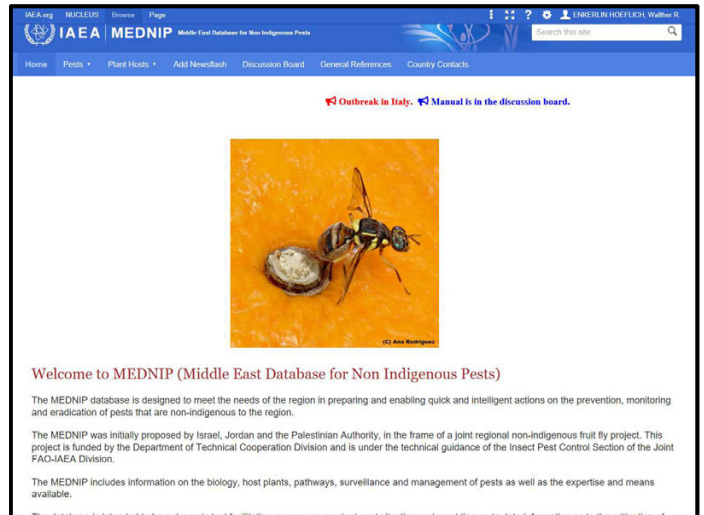 IAEA.org NUCLEUS Browse Page ENKERLIN HOEFLICH, Walther R.
IAEA MEDNIP Middle East Database for Non Indigenous Pests Search this site
Home Pests Plant Hosts Add Newsflash Discussion Board General References Country Contacts
Outbreak in Italy. Manual is in the discussion board.
(C) Ana Rodriguez
Welcome to MEDNIP (Middle East Database for Non Indigenous Pests)
The MEDNIP database is designed to meet the needs of the region in preparing and enabling quick and intelligent actions on the prevention, monitoring
and eradication of pests that are non-indigenous to the region.
The MEDNIP was initially proposed by Israel, Jordan and the Palestinian Authority, in the frame of a joint regional non-indigenous fruit fly project. This
project is funded by the Department of Technical Cooperation Division and is under the technical guidance of the Insect Pest Control Section of the Joint
FAO-IAEA Division.
The MEDNIP includes information on the biology, host plants, pathways, surveillance and management of pests as well as the expertise and means
available.